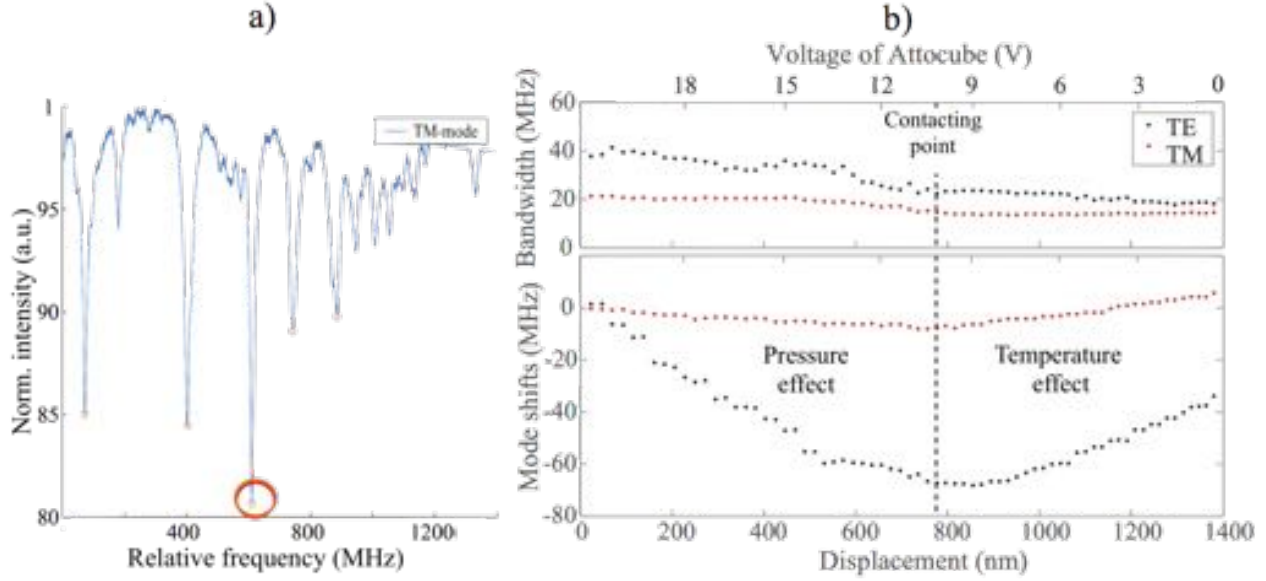 a)
1
95
90
85
80
400
800
1200
TM-mode
Norm. intensity (a.u.)
Relative frequency (MHz)
b)
Voltage of Attocube (V)
18 15 12 9 6 3 0
60
40
20
0
Bandwidth (MHz)
Contacting
point
TE
TM
0
-20
-40
-60
-80
Mode shifts (MHz)
Pressure
effect
Temperature
effect
0 200 400 600 800 1000 1200 1400
Displacement (nm)